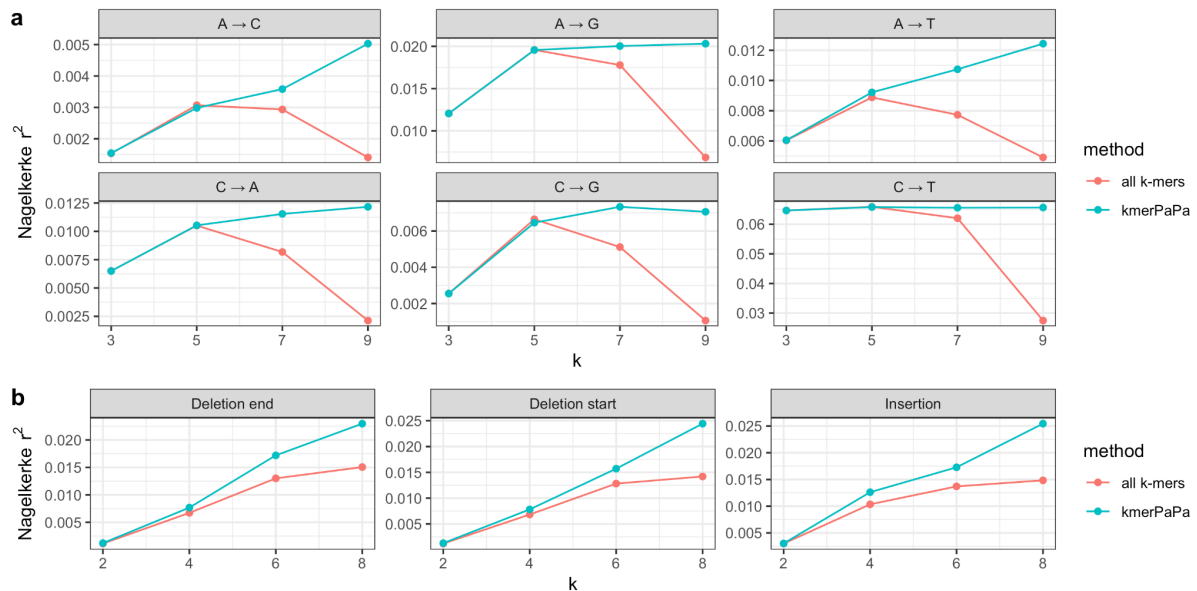 a
A → C
A → G
A → T
0.005
0.004
0.003
0.002
0.020
0.010
0.012
0.010
0.008
0.006
C → A
C → G
C → T
0.0125
0.0100
0.0075
0.0050
0.0025
0.006
0.004
0.002
0.06
0.05
0.04
0.03
3 5 7 9
3 5 7 9
3 5 7 9
k
Nagelkerke r²
method
all k-mers
kmerPaPa
b
Deletion end
Deletion start
Insertion
0.020
0.015
0.010
0.005
0.025
0.020
0.015
0.010
0.005
0.025
0.020
0.015
0.010
0.005
2 4 6 8
2 4 6 8
2 4 6 8
k
Nagelkerke r²
method
all k-mers
kmerPaPa